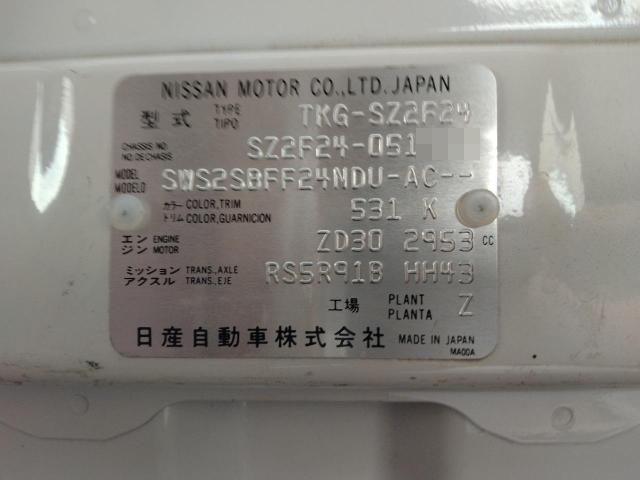 NISSAN MOTOR CO.,LTD. JAPAN
型式 TYPE TIPO TKG-SZ2F24
CHASSIS NO. NO. DE CHASIS SZ2F24-051
MODEL MODELO SWS2SBFF24NDU-AC--
カラー COLOR, TRIM トリム COLOR, GUARNICION 531 K
エンジン ENGINE MOTOR ZD30 2953 CC
ミッション TRANS., AXLE アクスル TRANS., EJE RS5R91B HH43
工場 PLANT PLANTA Z
日産自動車株式会社 MADE IN JAPAN
MA00A